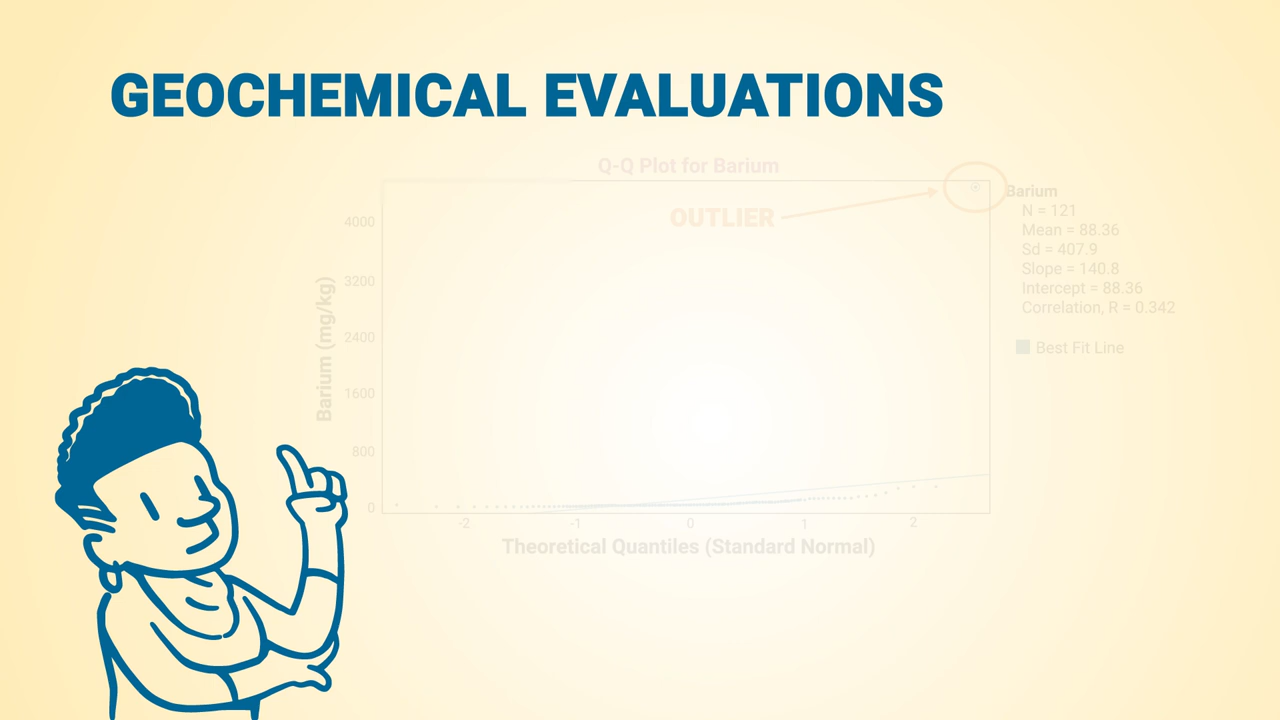 GEOCHEMICAL EVALUATIONS
Q-Q Plot for Barium
OUTLIER
Barium (mg/kg)
4000
3200
2400
1600
800
0
-2
-1
0
1
2
Theoretical Quantiles (Standard Normal)
Barium
N = 121
Mean = 88.36
Sd = 407.9
Slope = 140.8
Intercept = 88.36
Correlation, R = 0.342
Best Fit Line